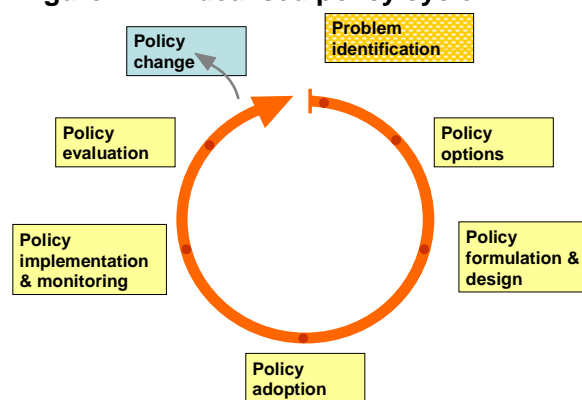 Policy
change
Problem
identification
Policy
options
Policy
formulation &
design
Policy
adoption
Policy
implementation
& monitoring
Policy
evaluation